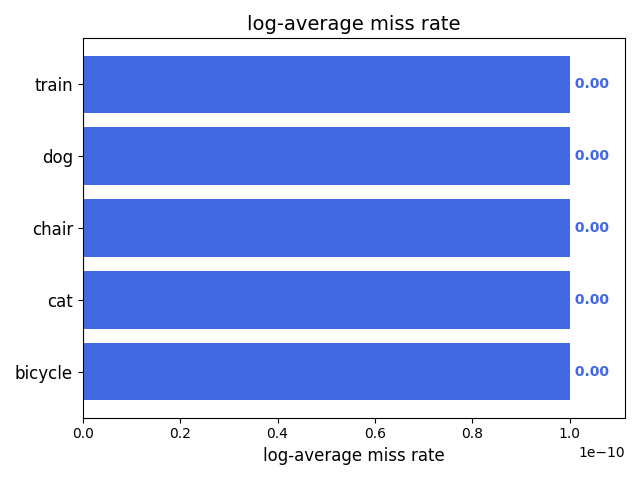 log-average miss rate
train
0.00
dog
0.00
chair
0.00
cat
0.00
bicycle
0.00
0.0 0.2 0.4 0.6 0.8 1.0
1e−10
log-average miss rate